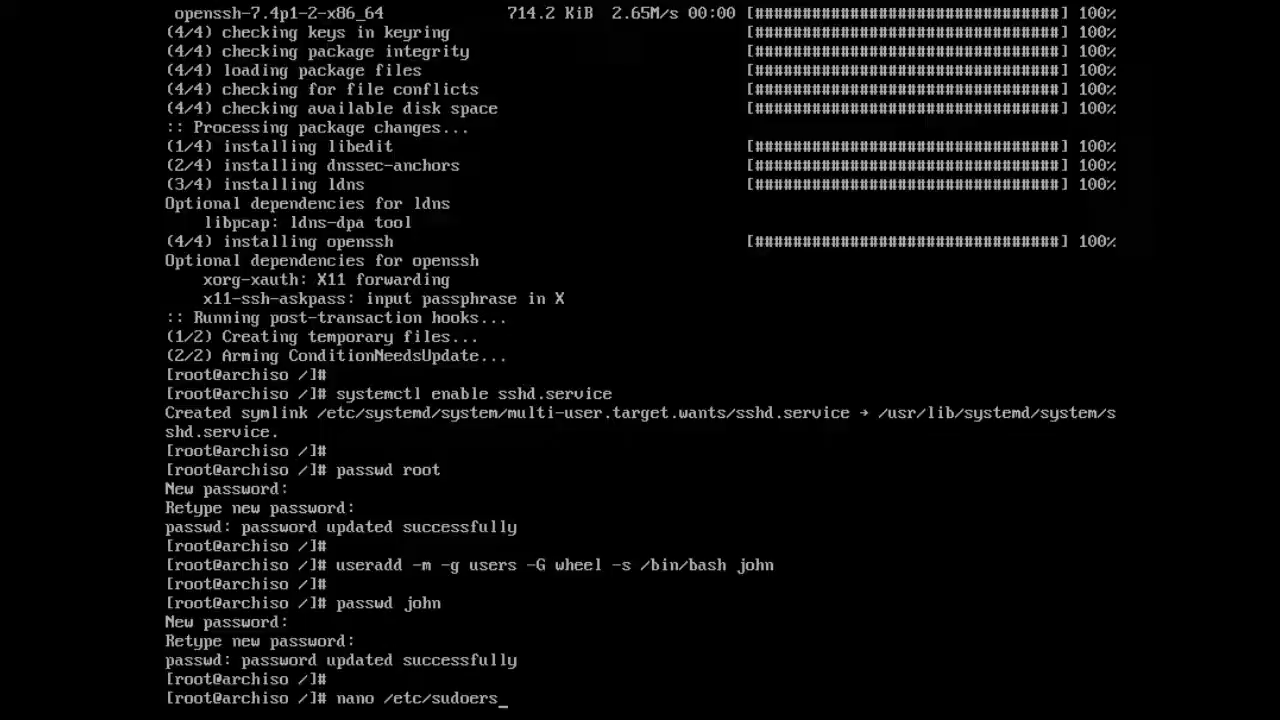 openssh-7.4p1-2-x86_64 714.2 KiB 2.65M/s 00:00 [################################] 100%
(4/4) checking keys in keyring [################################] 100%
(4/4) checking package integrity [################################] 100%
(4/4) loading package files [################################] 100%
(4/4) checking for file conflicts [################################] 100%
(4/4) checking available disk space [################################] 100%
:: Processing package changes...
(1/4) installing libedit [################################] 100%
(2/4) installing dnssec-anchors [################################] 100%
(3/4) installing ldns [################################] 100%
Optional dependencies for ldns
    libpcap: ldns-dpa tool
(4/4) installing openssh [################################] 100%
Optional dependencies for openssh
    xorg-xauth: X11 forwarding
    x11-ssh-askpass: input passphrase in X
:: Running post-transaction hooks...
(1/2) Creating temporary files...
(2/2) Arming ConditionNeedsUpdate...
[root@archiso /]#
[root@archiso /]# systemctl enable sshd.service
Created symlink /etc/systemd/system/multi-user.target.wants/sshd.service → /usr/lib/systemd/system/s
shd.service.
[root@archiso /]#
[root@archiso /]# passwd root
New password:
Retype new password:
passwd: password updated successfully
[root@archiso /]#
[root@archiso /]# useradd -m -g users -G wheel -s /bin/bash john
[root@archiso /]#
[root@archiso /]# passwd john
New password:
Retype new password:
passwd: password updated successfully
[root@archiso /]#
[root@archiso /]# nano /etc/sudoers_